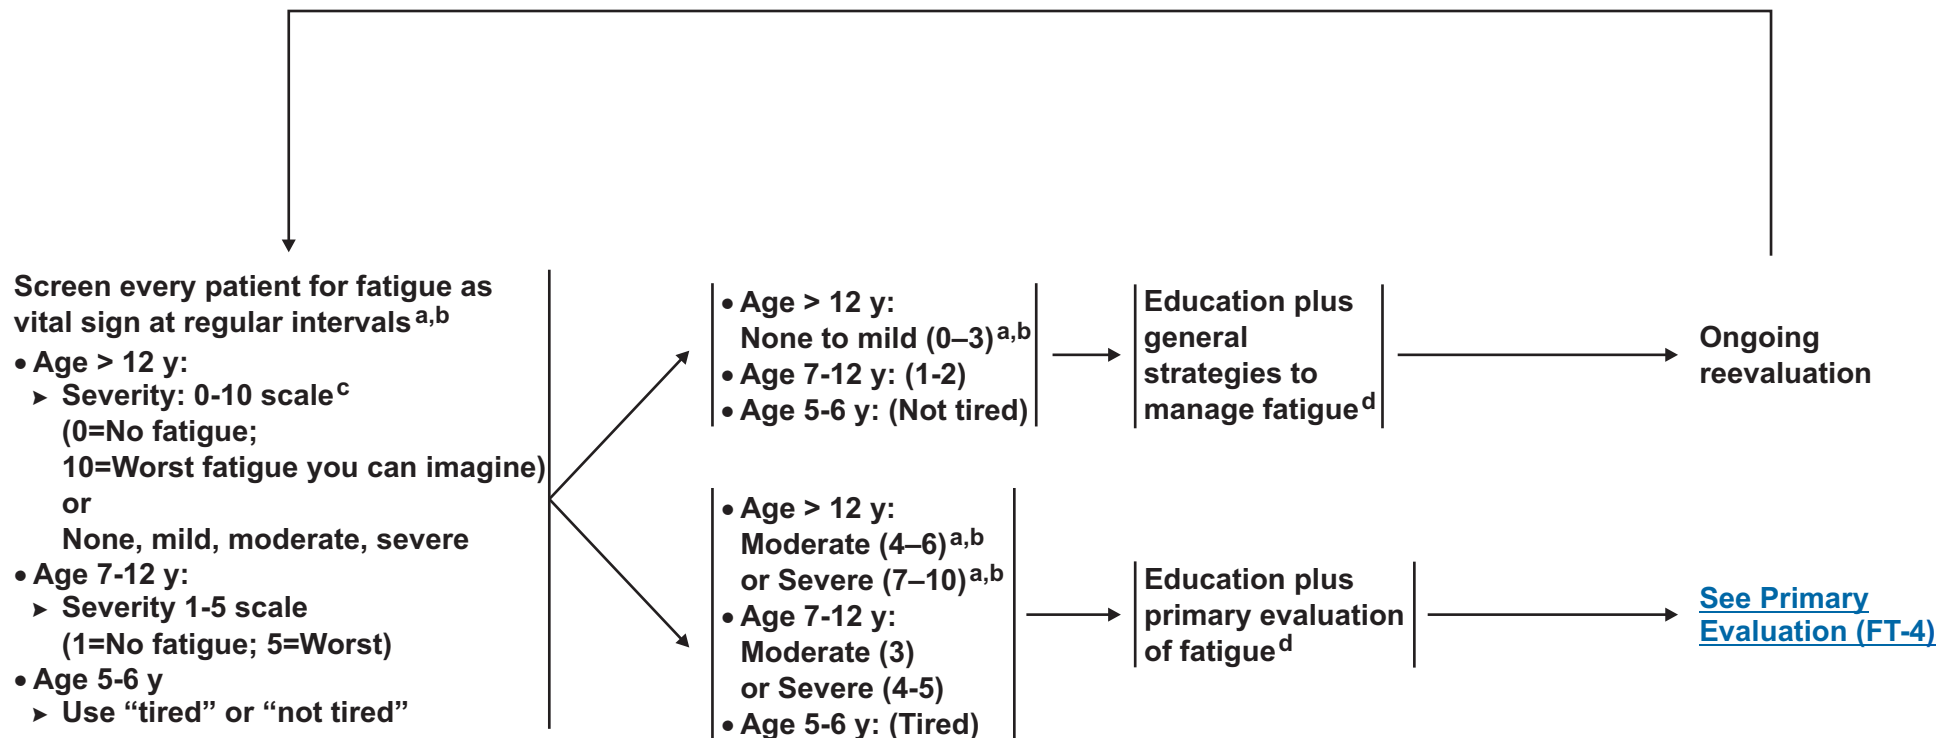 Screen every patient for fatigue as
vital sign at regular intervals a,b
• Age > 12 y:
➤ Severity: 0-10 scale c
(0=No fatigue;
10=Worst fatigue you can imagine)
or
None, mild, moderate, severe
• Age 7-12 y:
➤ Severity 1-5 scale
(1=No fatigue; 5=Worst)
• Age 5-6 y
➤ Use “tired” or “not tired”
• Age > 12 y:
None to mild (0–3) a,b
• Age 7-12 y: (1-2)
• Age 5-6 y: (Not tired)
Education plus
general
strategies to
manage fatigue d
Ongoing
reevaluation
• Age > 12 y:
Moderate (4–6) a,b
or Severe (7–10) a,b
• Age 7-12 y:
Moderate (3)
or Severe (4-5)
• Age 5-6 y: (Tired)
Education plus
primary evaluation
of fatigue d
See Primary
Evaluation (FT-4)